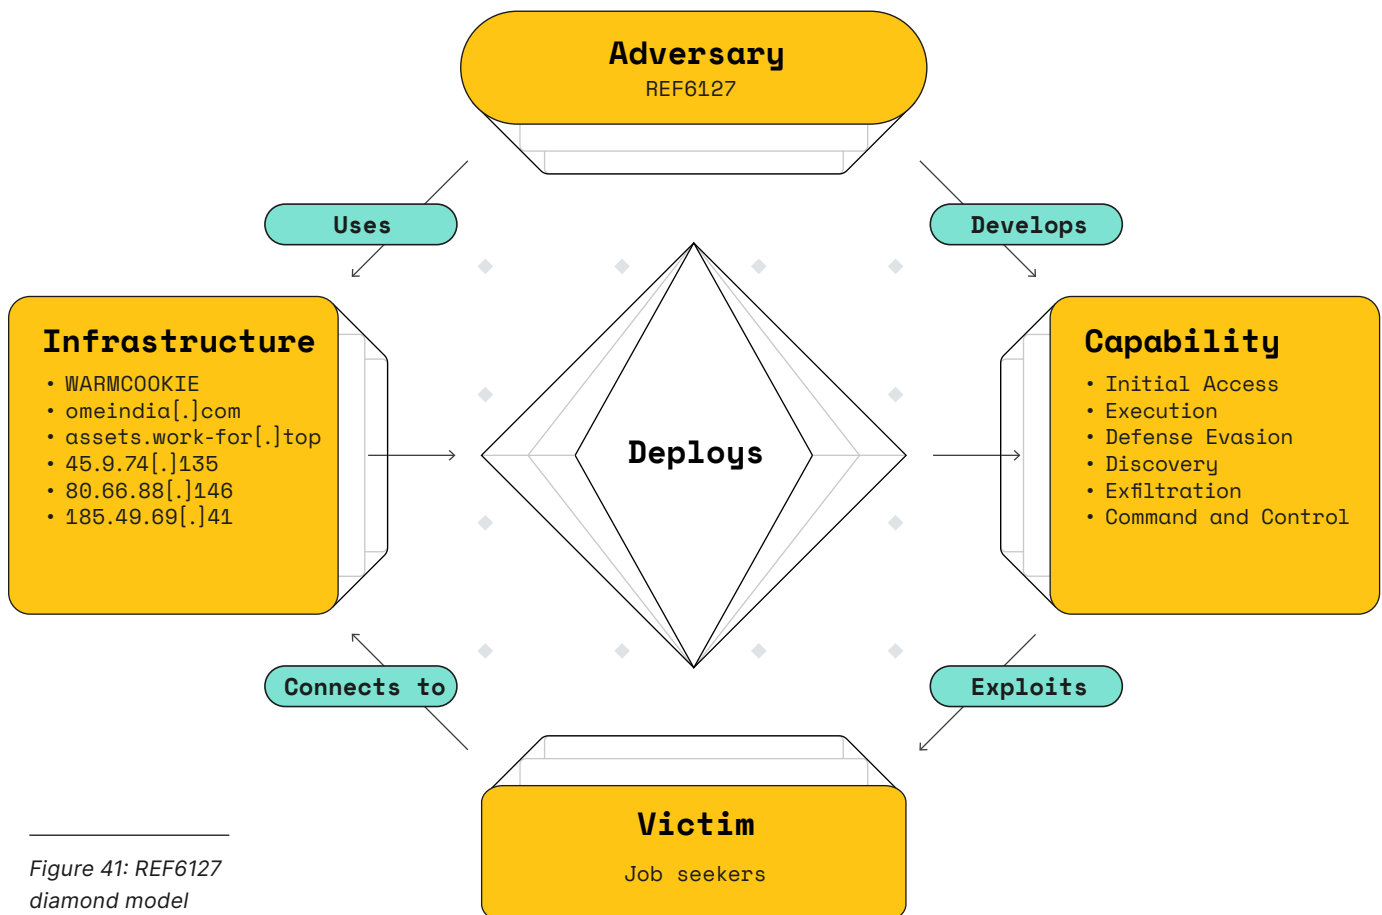 Adversary
REF6127
Uses
Develops
Infrastructure
• WARMCOOKIE
• omeindia[.]com
• assets.work-for[.]top
• 45.9.74[.]135
• 80.66.88[.]146
• 185.49.69[.]41
Deploys
Capability
• Initial Access
• Execution
• Defense Evasion
• Discovery
• Exfiltration
• Command and Control
Connects to
Exploits
Victim
Job seekers
Figure 41: REF6127
diamond model